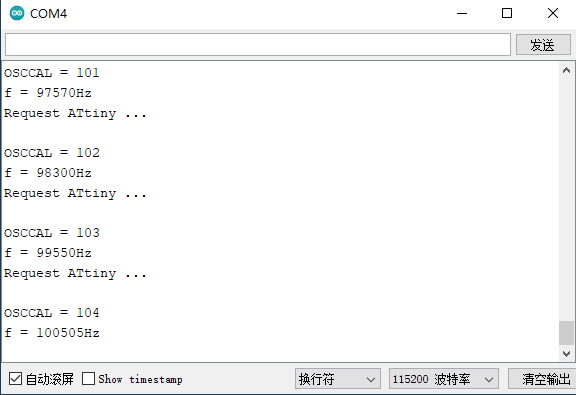 COM4
发送
OSCCAL = 101
f = 97570Hz
Request ATtiny ...
OSCCAL = 102
f = 98300Hz
Request ATtiny ...
OSCCAL = 103
f = 99550Hz
Request ATtiny ...
OSCCAL = 104
f = 100505Hz
自动滚屏 Show timestamp 换行符 115200 波特率 清空输出